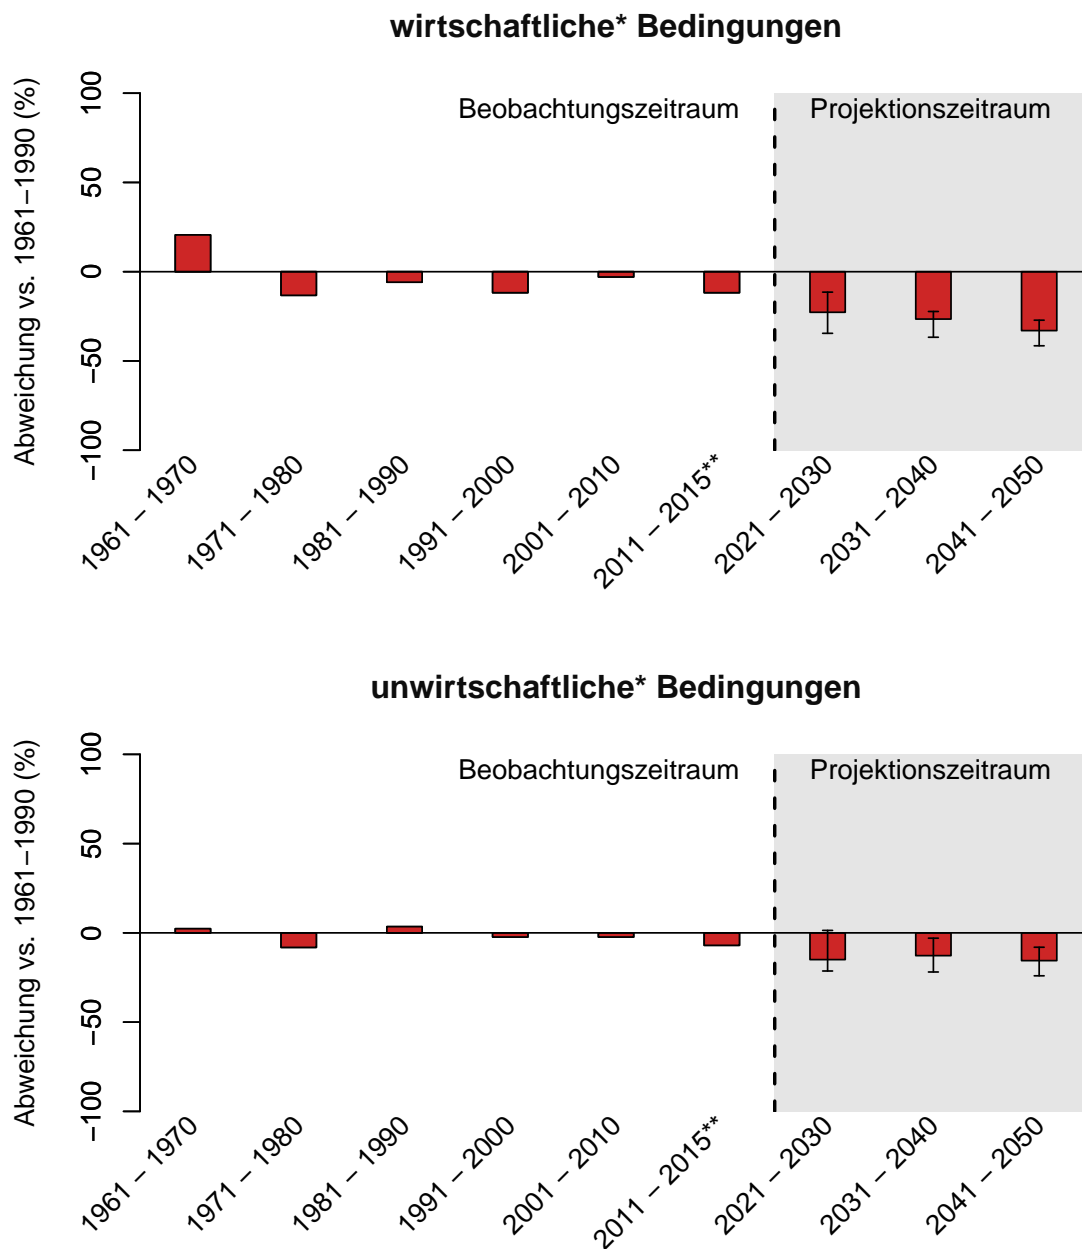 wirtschaftliche* Bedingungen
Abweichung vs. 1961−1990 (%)
100
50
0
−50
−100
Beobachtungszeitraum
Projektionszeitraum
1961 − 1970
1971 − 1980
1981 − 1990
1991 − 2000
2001 − 2010
2011 − 2015**
2021 − 2030
2031 − 2040
2041 − 2050
unwirtschaftliche* Bedingungen
Abweichung vs. 1961−1990 (%)
100
50
0
−50
−100
Beobachtungszeitraum
Projektionszeitraum
1961 − 1970
1971 − 1980
1981 − 1990
1991 − 2000
2001 − 2010
2011 − 2015**
2021 − 2030
2031 − 2040
2041 − 2050